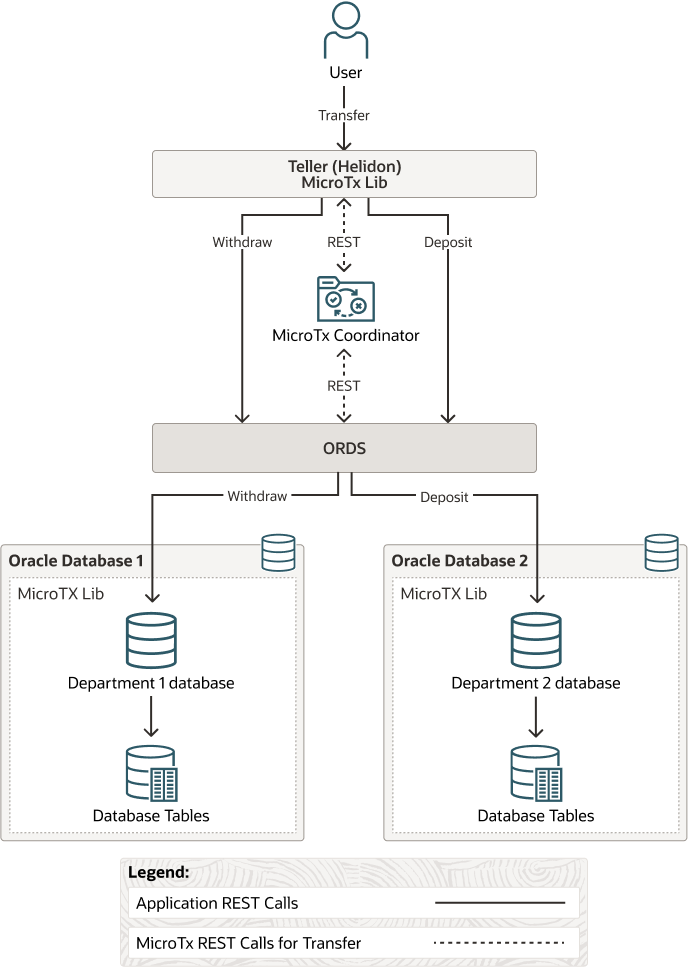 User
Transfer
Teller (Helidon)
MicroTx Lib
Withdraw
REST
Deposit
MicroTx Coordinator
REST
ORDS
Withdraw
Deposit
Oracle Database 1
MicroTX Lib
Department 1 database
Database Tables
Oracle Database 2
MicroTX Lib
Department 2 database
Database Tables
Legend:
Application REST Calls
MicroTx REST Calls for Transfer